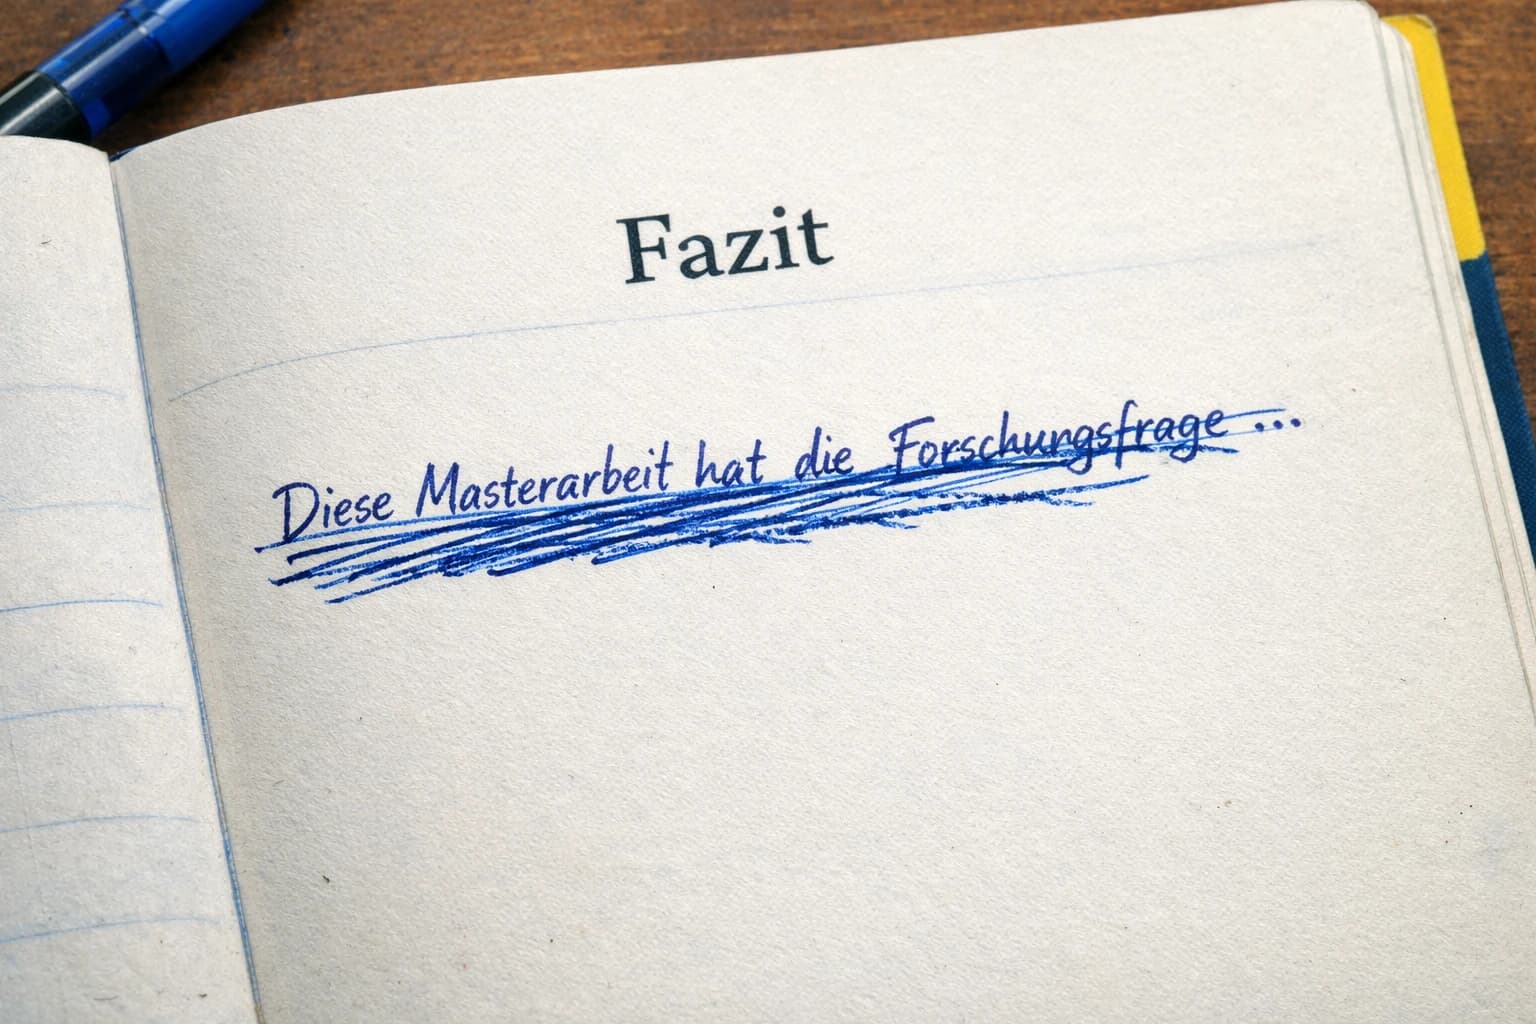 Fazit
Diese Masterarbeit hat die Forschungsfrage ...